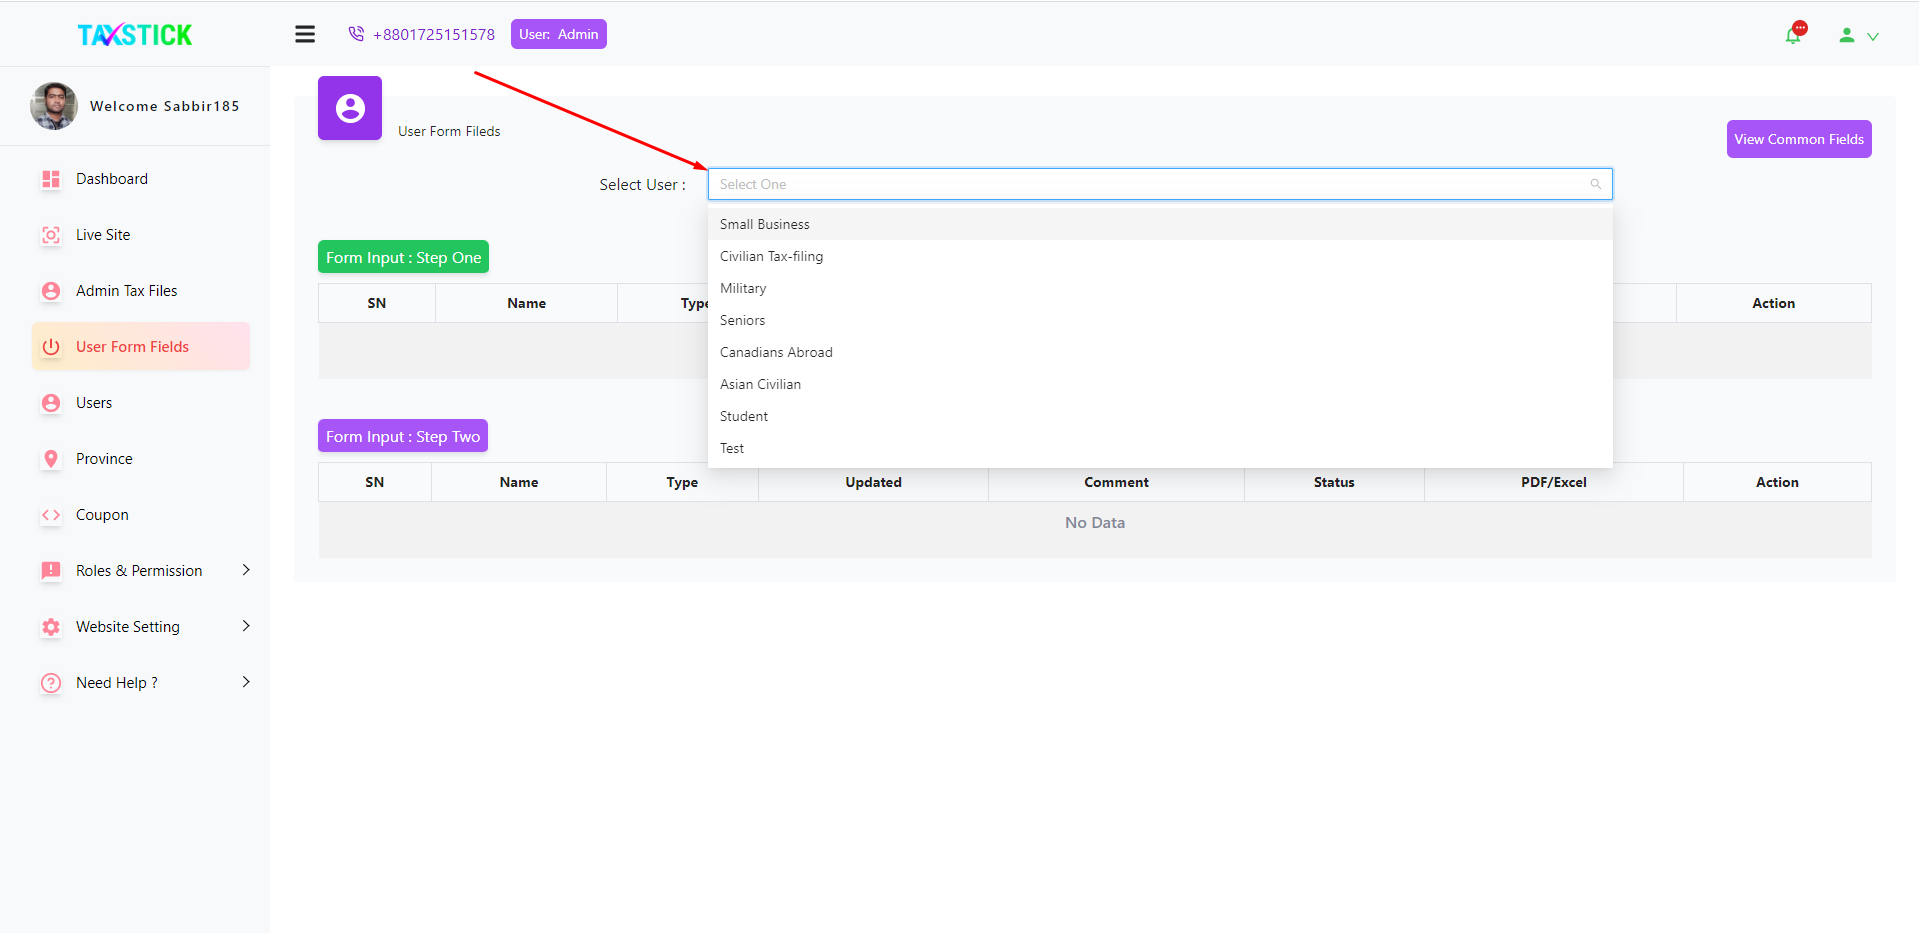 TAXSTICK
+8801725151578
User: Admin
Welcome Sabbir185
Dashboard
Live Site
Admin Tax Files
User Form Fields
Users
Province
Coupon
Roles & Permission
Website Setting
Need Help ?
User Form Fileds
View Common Fields
Select User :
Select One
Small Business
Civilian Tax-filing
Military
Seniors
Canadians Abroad
Asian Civilian
Student
Test
Form Input : Step One
SN Name Type Action
Form Input : Step Two
SN Name Type Updated Comment Status PDF/Excel Action
No Data